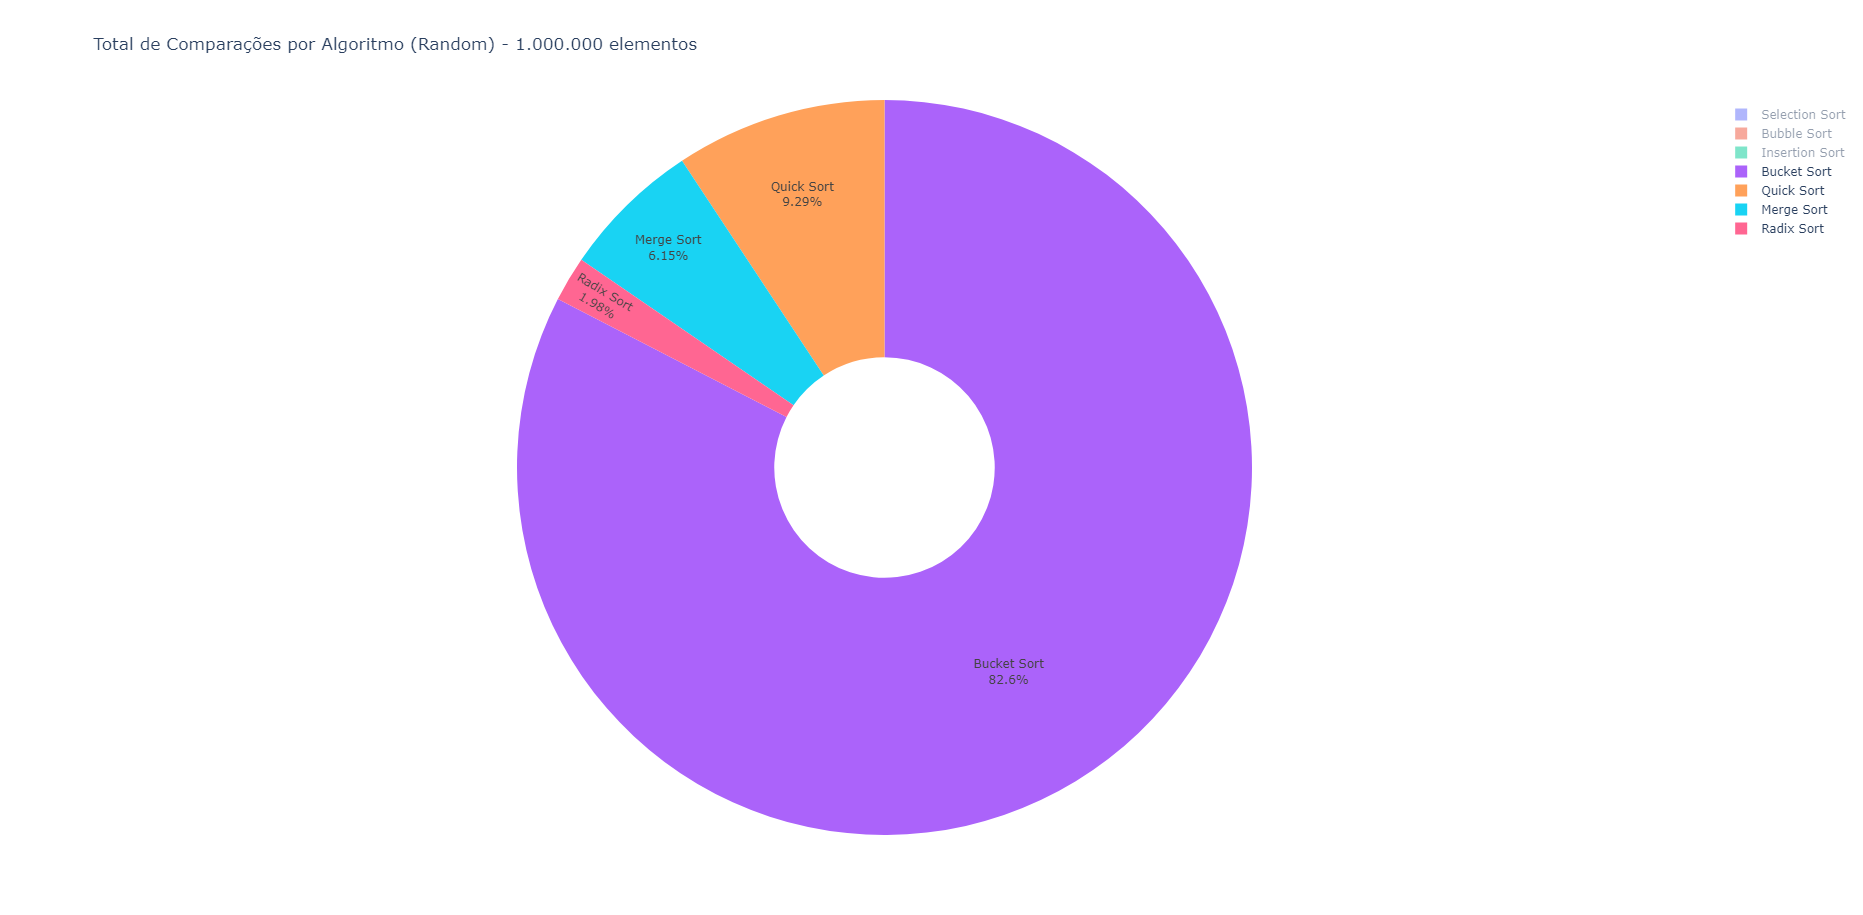 Total de Comparações por Algoritmo (Random) - 1.000.000 elementos
Selection Sort
Bubble Sort
Insertion Sort
Bucket Sort
Quick Sort
Merge Sort
Radix Sort
Quick Sort
9.29%
Merge Sort
6.15%
Radix Sort
1.98%
Bucket Sort
82.6%